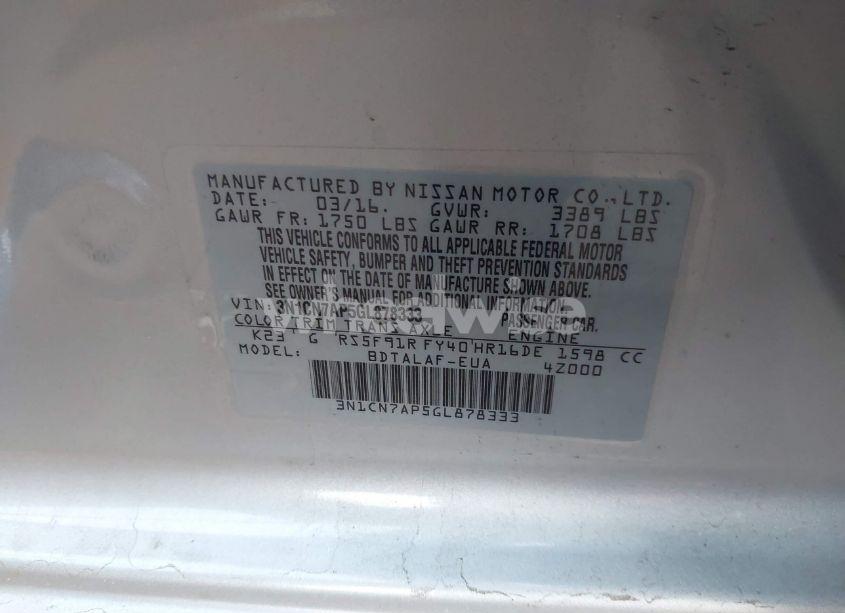 MANUFACTURED BY NISSAN MOTOR CO., LTD.
DATE: 03/16. GVWR: 3389 LBS
GAWR FR: 1750 LBS GAWR RR: 1708 LBS
THIS VEHICLE CONFORMS TO ALL APPLICABLE FEDERAL MOTOR
VEHICLE SAFETY, BUMPER AND THEFT PREVENTION STANDARDS
IN EFFECT ON THE DATE OF MANUFACTURE SHOWN ABOVE.
SEE OWNER'S MANUAL FOR ADDITIONAL INFORMATION.
VIN: 3N1CN7AP5GL878333 PASSENGER CAR.
COLOR TRIM TRANS AXLE ENGINE
K23 G RS5F91R FY40 HR16DE 1598 CC
MODEL: BDTALAF-EUA 4Z000
3N1CN7AP5GL878333